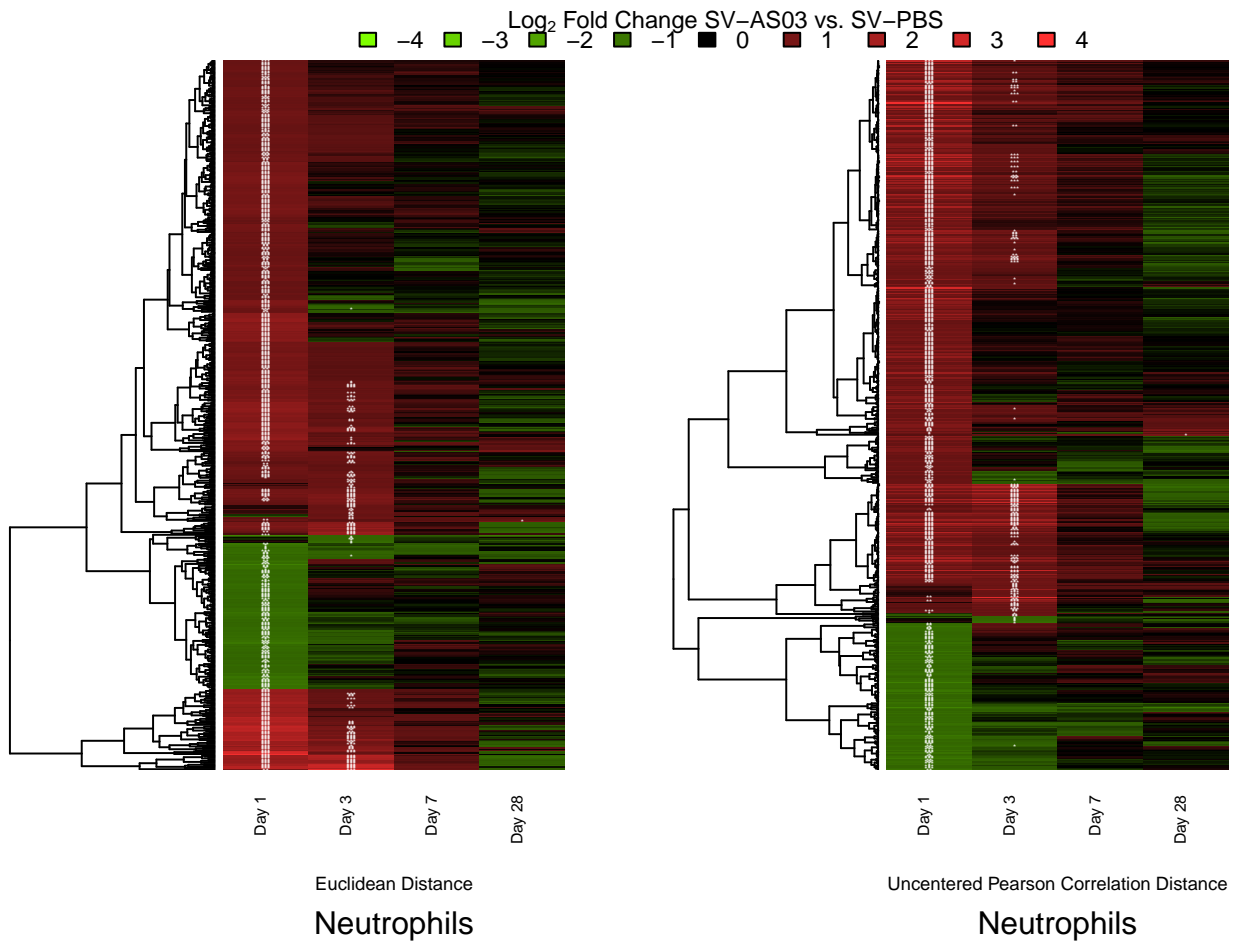 Log₂ Fold Change SV−AS03 vs. SV−PBS
−4 −3 −2 −1 0 1 2 3 4
Day 1 Day 3 Day 7 Day 28 Day 1 Day 3 Day 7 Day 28
Euclidean Distance Uncentered Pearson Correlation Distance
Neutrophils Neutrophils